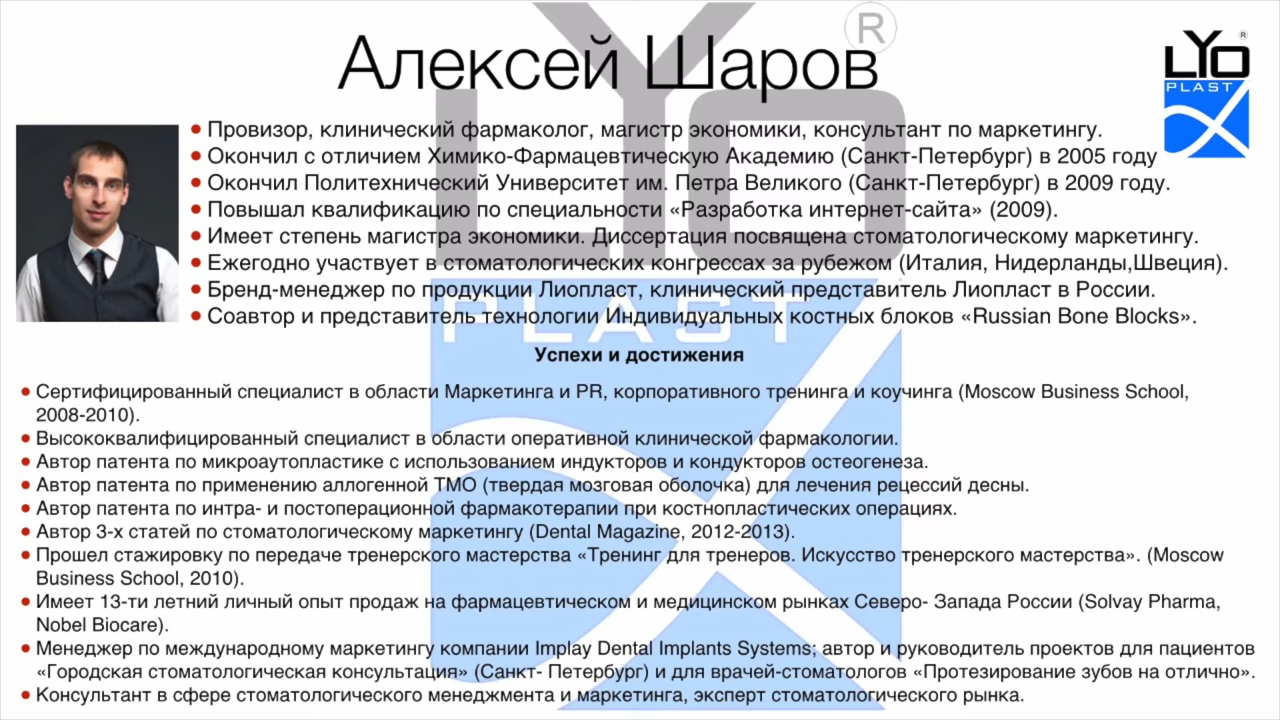 Алексей Шаров
®
LYO ®
PLAST
• Провизор, клинический фармаколог, магистр экономики, консультант по маркетингу.
• Окончил с отличием Химико-Фармацевтическую Академию (Санкт-Петербург) в 2005 году
• Окончил Политехнический Университет им. Петра Великого (Санкт-Петербург) в 2009 году.
• Повышал квалификацию по специальности «Разработка интернет-сайта» (2009).
• Имеет степень магистра экономики. Диссертация посвящена стоматологическому маркетингу.
• Ежегодно участвует в стоматологических конгрессах за рубежом (Италия, Нидерланды,Швеция).
• Бренд-менеджер по продукции Лиопласт, клинический представитель Лиопласт в России.
• Соавтор и представитель технологии Индивидуальных костных блоков «Russian Bone Blocks».
LYO
PLAST
Успехи и достижения
• Сертифицированный специалист в области Маркетинга и PR, корпоративного тренинга и коучинга (Moscow Business School,
2008-2010).
• Высококвалифицированный специалист в области оперативной клинической фармакологии.
• Автор патента по микроаутопластике с использованием индукторов и кондукторов остеогенеза.
• Автор патента по применению аллогенной ТМО (твердая мозговая оболочка) для лечения рецессий десны.
• Автор патента по интра- и постоперационной фармакотерапии при костнопластических операциях.
• Автор 3-х статей по стоматологическому маркетингу (Dental Magazine, 2012-2013).
• Прошел стажировку по передаче тренерского мастерства «Тренинг для тренеров. Искусство тренерского мастерства». (Moscow
Business School, 2010).
• Имеет 13-ти летний личный опыт продаж на фармацевтическом и медицинском рынках Северо- Запада России (Solvay Pharma,
Nobel Biocare).
• Менеджер по международному маркетингу компании Implay Dental Implants Systems; автор и руководитель проектов для пациентов
«Городская стоматологическая консультация» (Санкт- Петербург) и для врачей-стоматологов «Протезирование зубов на отлично».
• Консультант в сфере стоматологического менеджмента и маркетинга, эксперт стоматологического рынка.